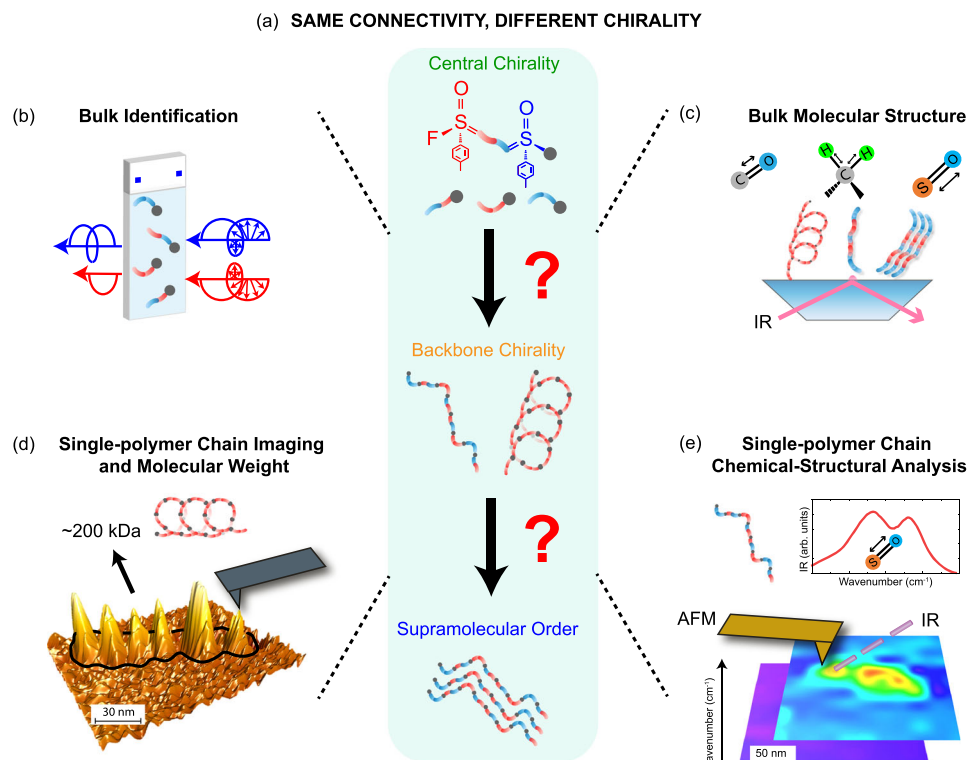 (a) SAME CONNECTIVITY, DIFFERENT CHIRALITY
Central Chirality
O
S
F
O
S
(b) Bulk Identification
(c) Bulk Molecular Structure
C O
H H
C
S O
IR
?
Backbone Chirality
(d) Single-polymer Chain Imaging
and Molecular Weight
~200 kDa
30 nm
?
Supramolecular Order
(e) Single-polymer Chain
Chemical-Structural Analysis
IR (arb. units)
S O
Wavenumber (cm⁻¹)
AFM
IR
50 nm